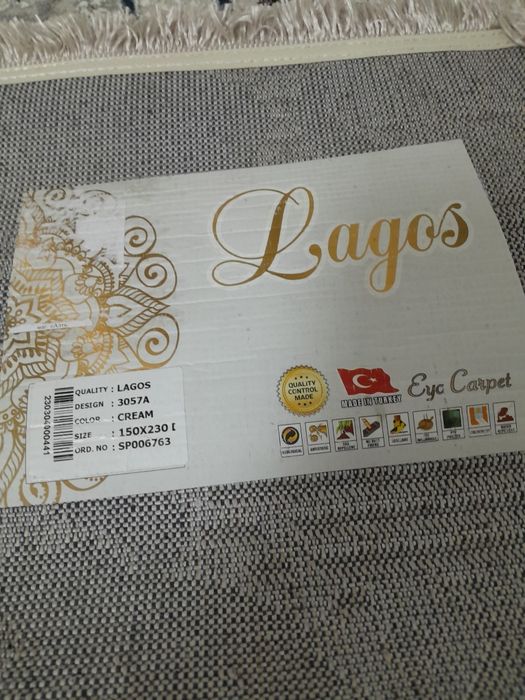 Lagos
QUALITY CONTROL MADE
MADE IN TURKEY
Eyc Carpet
QUALITY : LAGOS
DESIGN : 3057A
COLOR : CREAM
SIZE : 150X230 [
ORD. NO : SP006763
230304000441